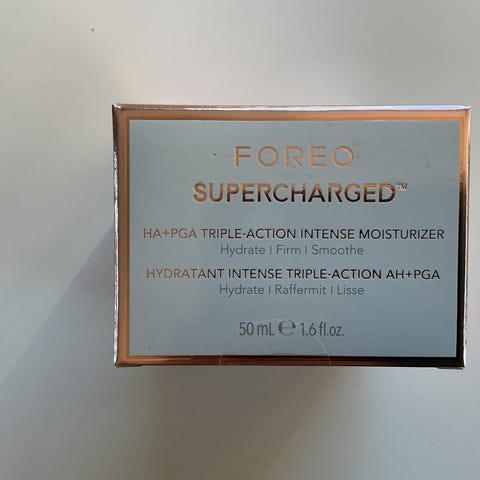 FOREO
SUPERCHARGED™
HA+PGA TRIPLE-ACTION INTENSE MOISTURIZER
Hydrate | Firm | Smoothe
HYDRATANT INTENSE TRIPLE-ACTION AH+PGA
Hydrate | Raffermit | Lisse
50 mL ℮ 1.6 fl.oz.